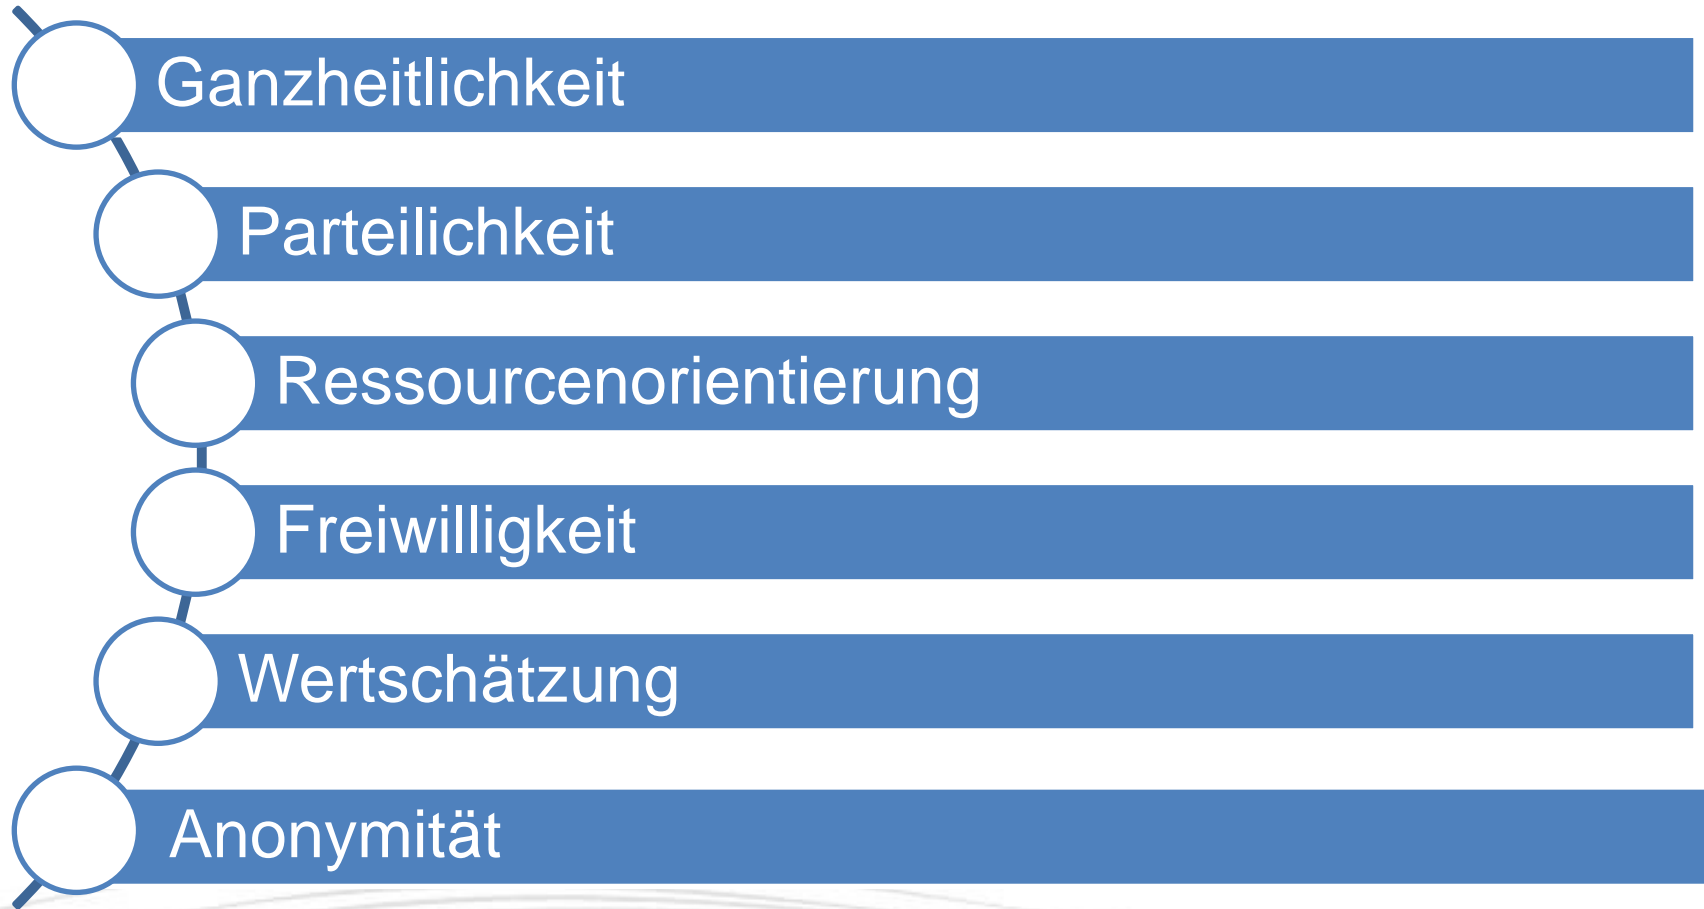 Ganzheitlichkeit
Parteilichkeit
Ressourcenorientierung
Freiwilligkeit
Wertschätzung
Anonymität